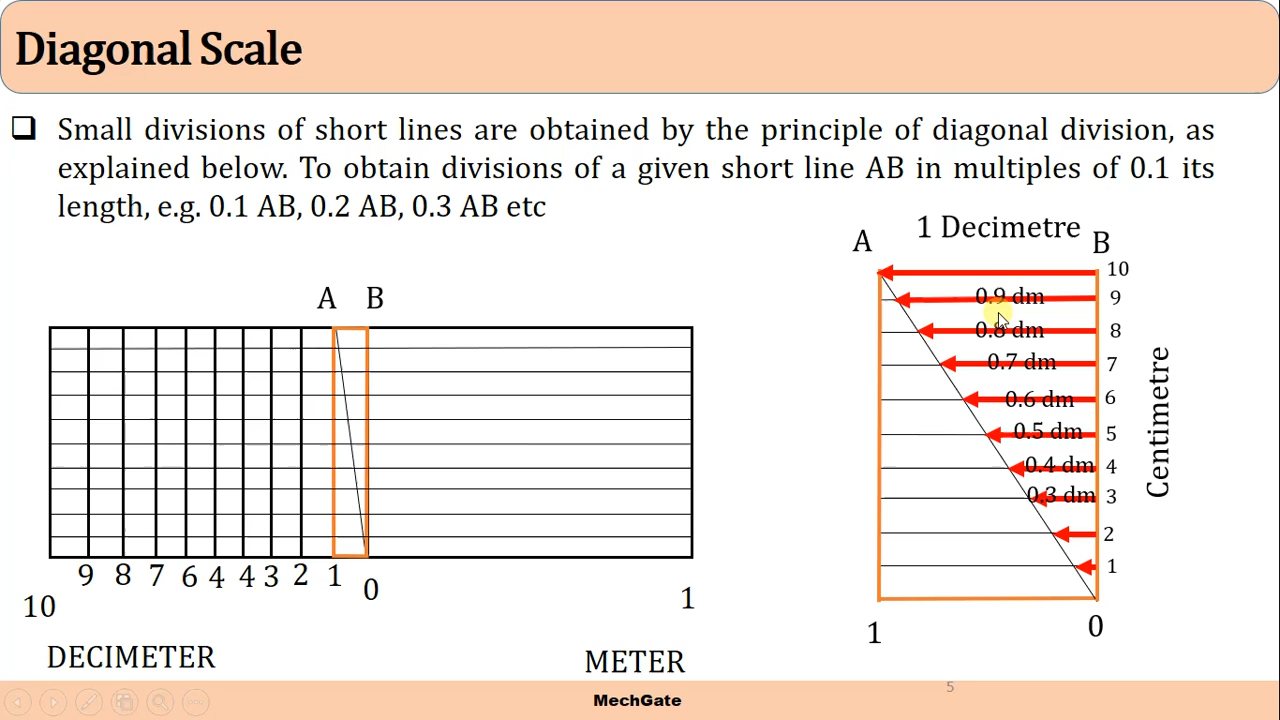 Diagonal Scale
❑ Small divisions of short lines are obtained by the principle of diagonal division, as
explained below. To obtain divisions of a given short line AB in multiples of 0.1 its
length, e.g. 0.1 AB, 0.2 AB, 0.3 AB etc
A B
9 8 7 6 4 4 3 2 1 0
10 1
DECIMETER METER
A 1 Decimetre B
10
0.9 dm 9
0.8 dm 8
0.7 dm 7
0.6 dm 6
0.5 dm 5
0.4 dm 4
0.3 dm 3
2
1
1 0
Centimetre
5
MechGate